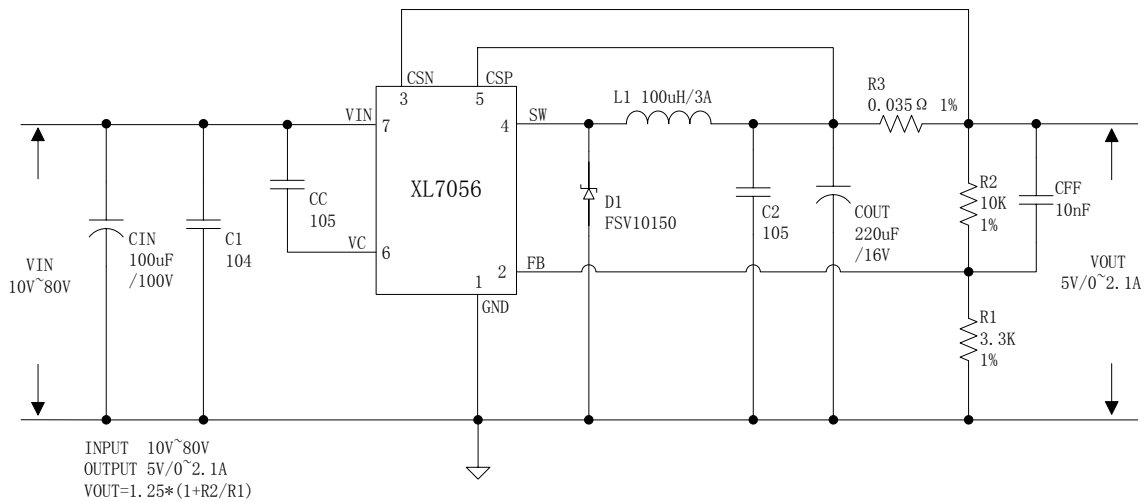 CSN
CSP
3
5
VIN
7
4
SW
L1 100uH/3A
R3
0.035Ω 1%
XL7056
CC
105
VC
6
2
FB
1
GND
CIN
100uF
/100V
C1
104
VIN
10V~80V
D1
FSV10150
C2
105
COUT
220uF
/16V
R2
10K
1%
CFF
10nF
VOUT
5V/0~2.1A
R1
3.3K
1%
INPUT 10V~80V
OUTPUT 5V/0~2.1A
VOUT=1.25*(1+R2/R1)